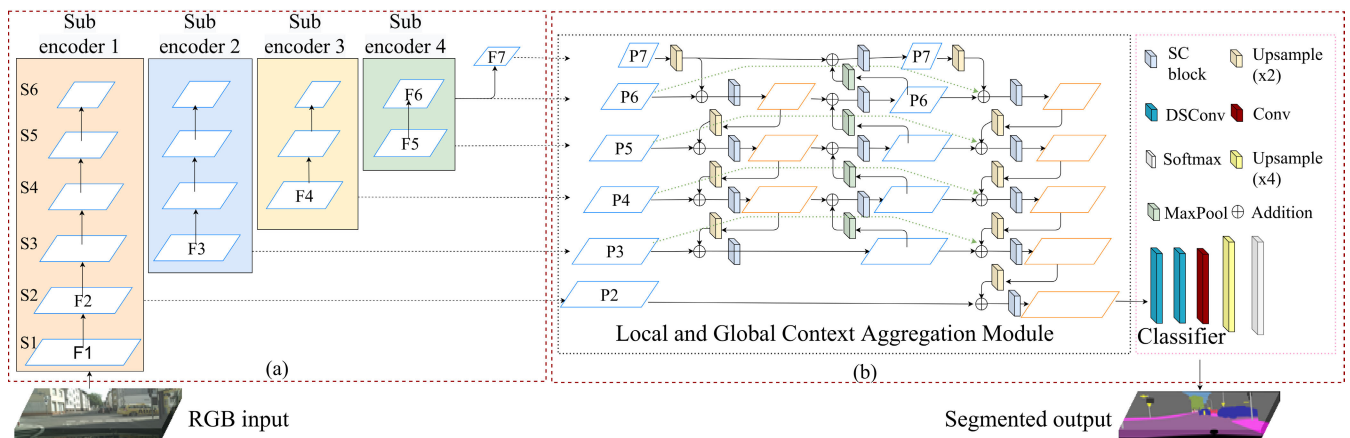 Sub
encoder 1
Sub
encoder 2
Sub
encoder 3
Sub
encoder 4
F7
S6
S5
S4
S3
S2
S1
F2
F1
F3
F4
F6
F5
(a)
RGB input
P7
P7
P6
P6
P5
P4
P3
P2
Local and Global Context Aggregation Module
(b)
SC
block
Upsample
(x2)
DSConv
Conv
Softmax
Upsample
(x4)
MaxPool
Addition
Classifier
Segmented output